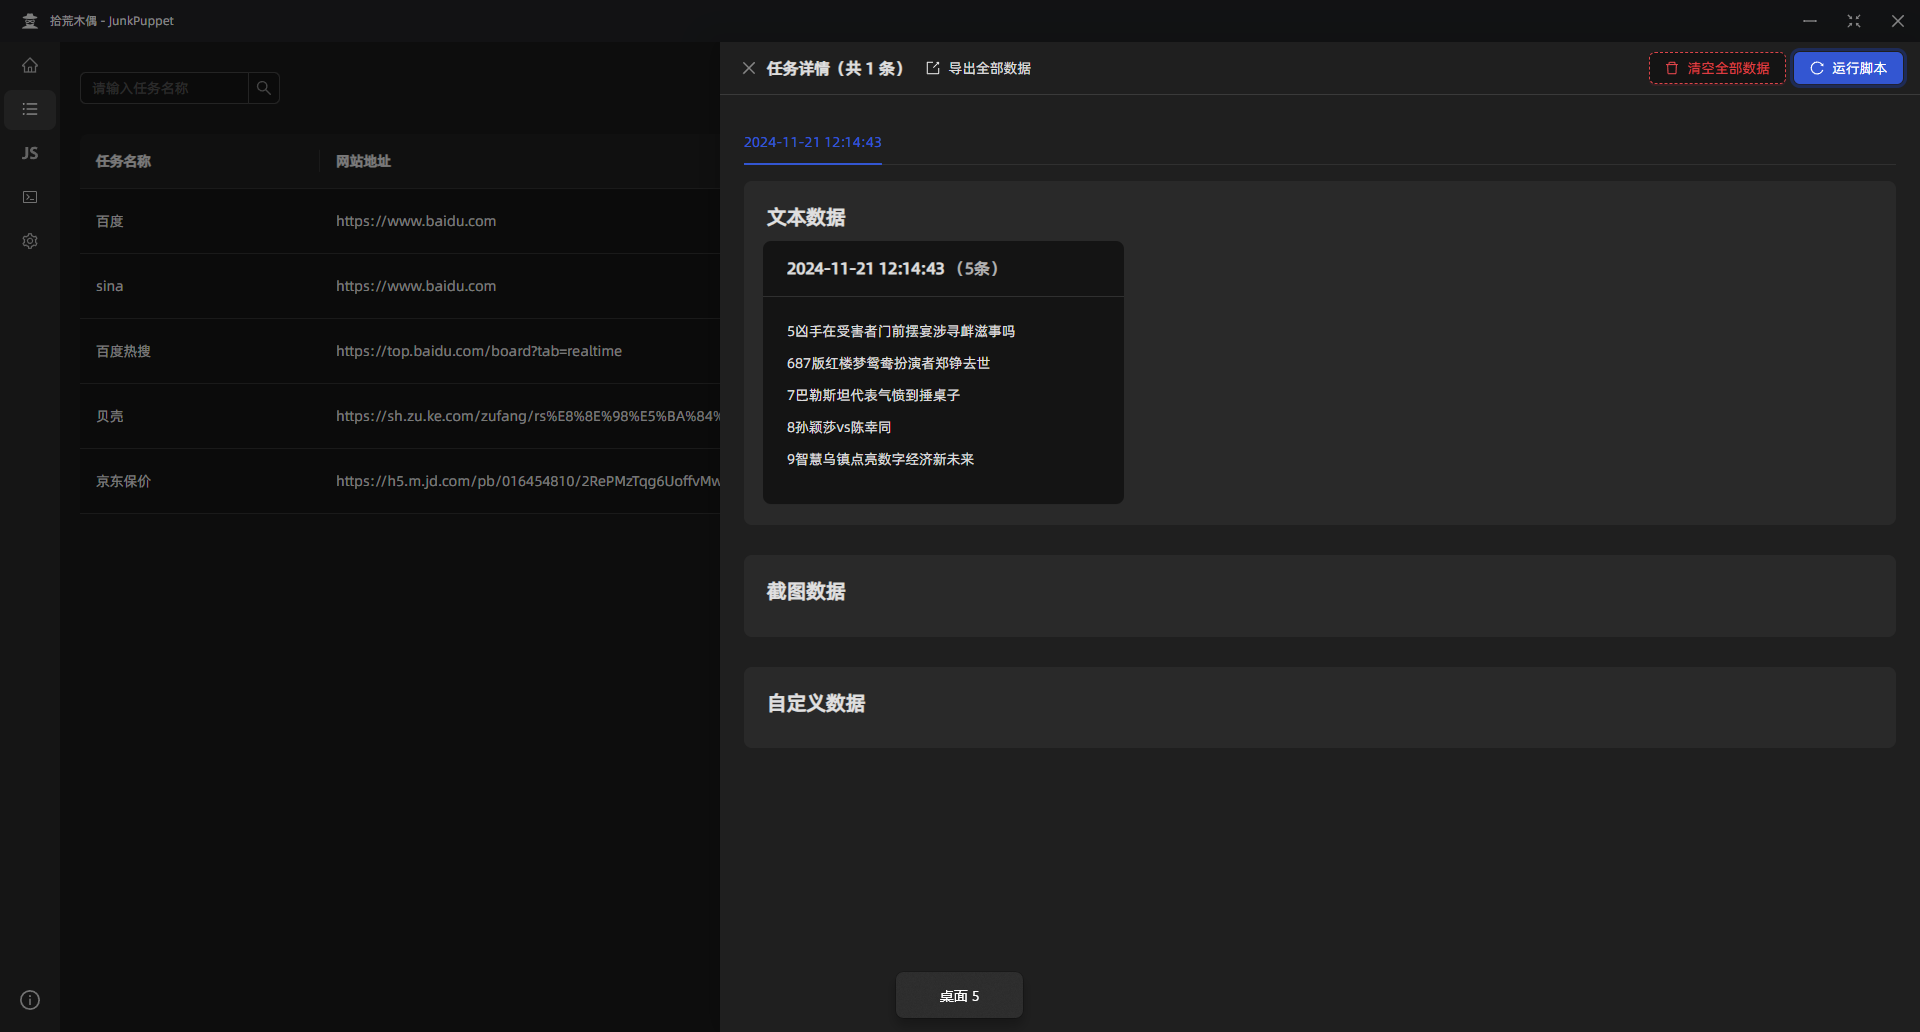 拾荒木偶 - JunkPuppet
请输入任务名称
JS
任务名称 网站地址
百度 https://www.baidu.com
sina https://www.baidu.com
百度热搜 https://top.baidu.com/board?tab=realtime
贝壳 https://sh.zu.ke.com/zufang/rs%E8%8E%98%E5%BA%84%
京东保价 https://h5.m.jd.com/pb/016454810/2RePMzTqg6UoffvMw
任务详情（共 1 条） 导出全部数据 清空全部数据 运行脚本
2024-11-21 12:14:43
文本数据
2024-11-21 12:14:43 （5条）
5凶手在受害者门前摆宴涉寻衅滋事吗
687版红楼梦鸳鸯扮演者郑铮去世
7巴勒斯坦代表气愤到捶桌子
8孙颖莎vs陈幸同
9智慧乌镇点亮数字经济新未来
截图数据
自定义数据
桌面 5